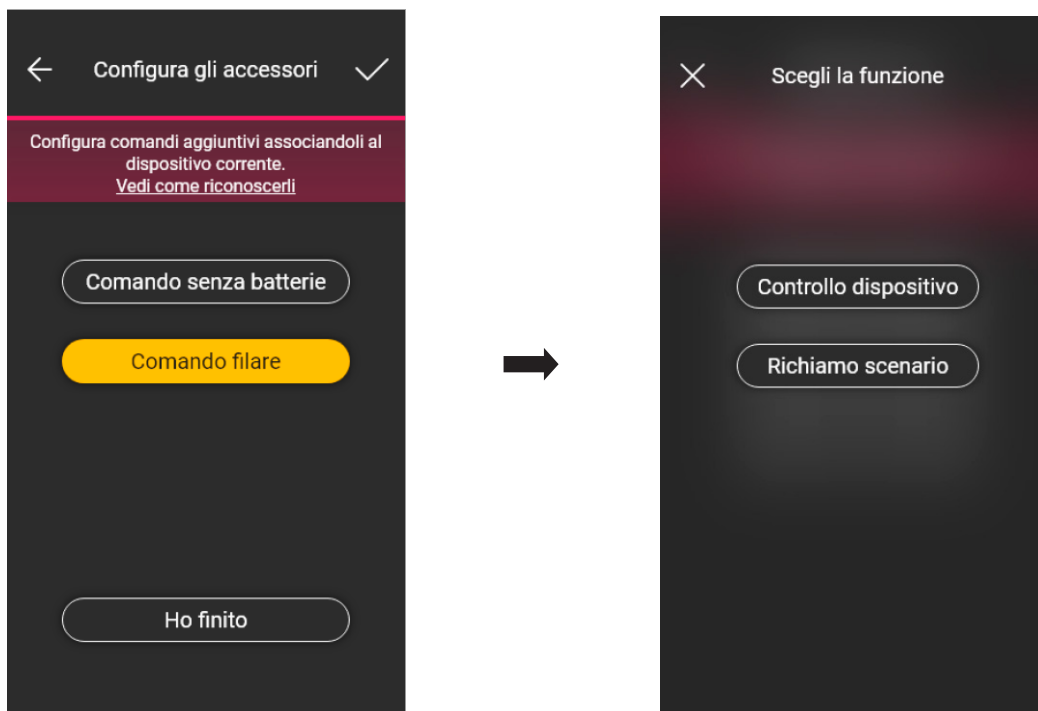 Configura gli accessori
Configura comandi aggiuntivi associandoli al
dispositivo corrente.
Vedi come riconoscerli
Comando senza batterie
Comando filare
Ho finito
Scegli la funzione
Controllo dispositivo
Richiamo scenario